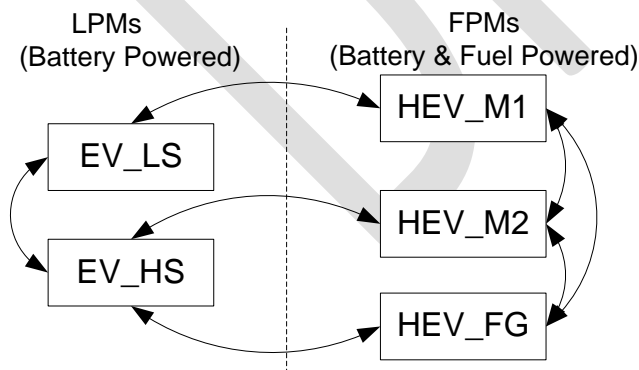 LPMs
(Battery Powered)
FPMs
(Battery & Fuel Powered)
EV_LS
EV_HS
HEV_M1
HEV_M2
HEV_FG